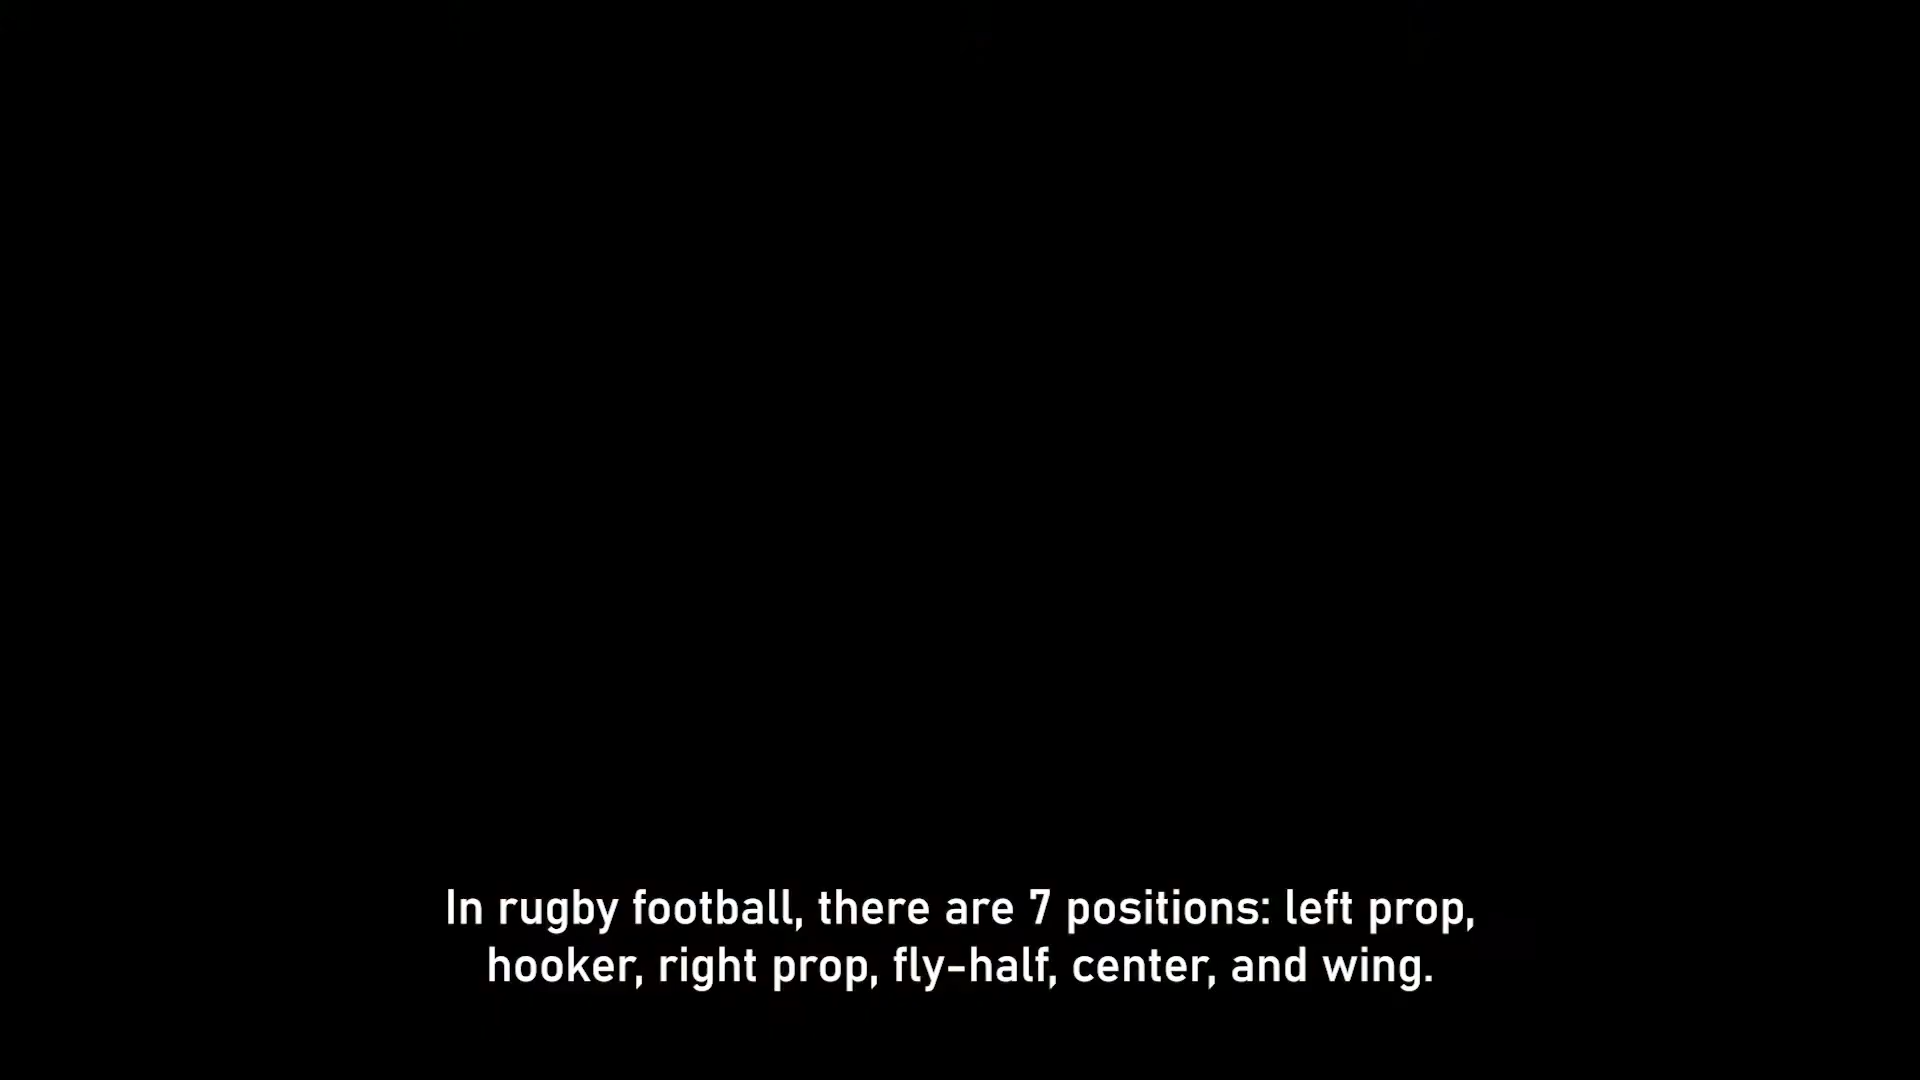 In rugby football, there are 7 positions: left prop,
hooker, right prop, fly-half, center, and wing.